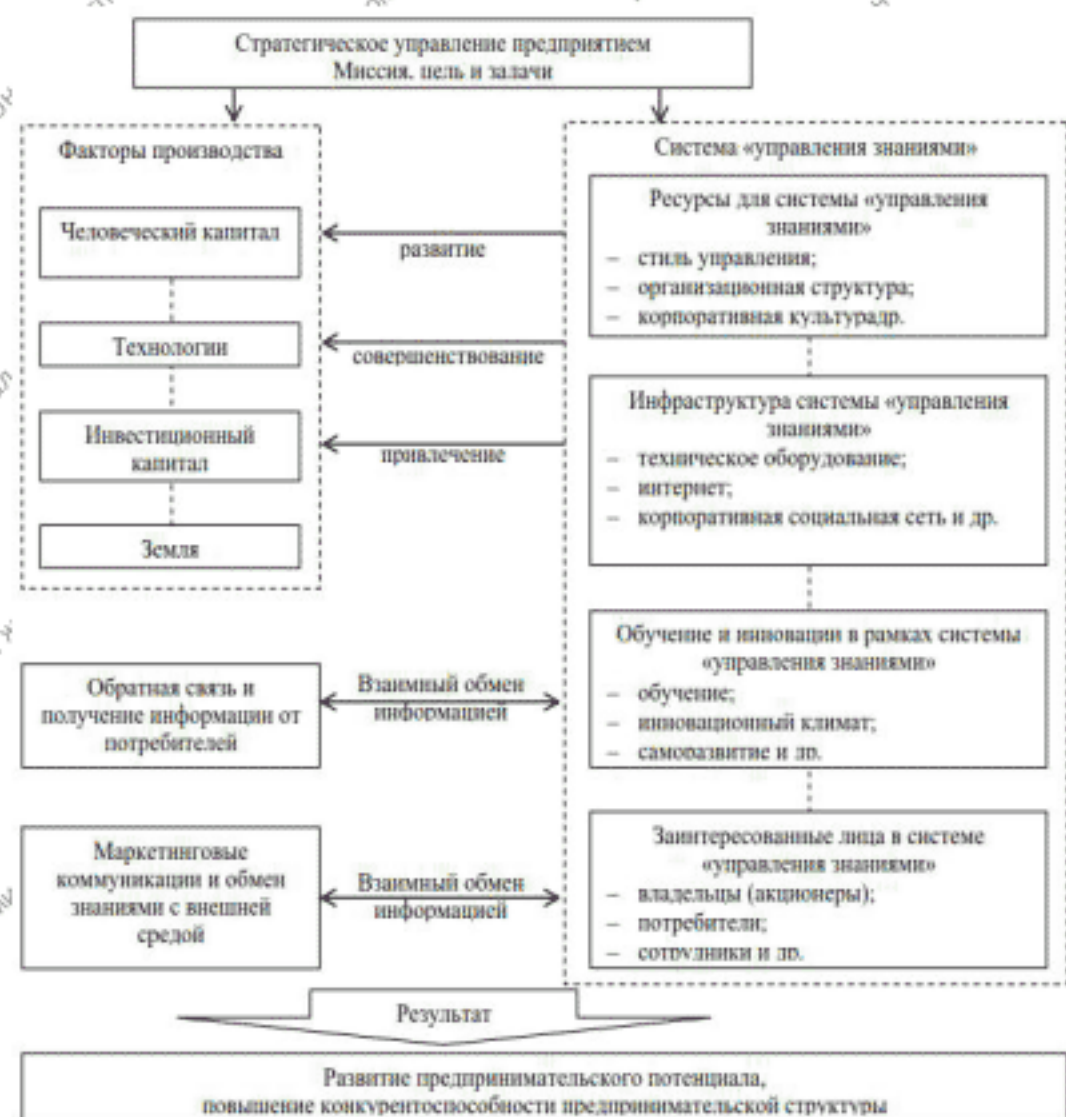 Стратегическое управление предприятием
Миссия, цель и задачи
Факторы производства
Человеческий капитал
Технологии
Инвестиционный
капитал
Земля
развитие
совершенствование
привлечение
Система «управления знаниями»
Ресурсы для системы «управления
знаниями»
– стиль управления;
– организационная структура;
– корпоративная культурадр.
Инфраструктура системы «управления
знаниями»
– техническое оборудование;
– интернет;
– корпоративная социальная сеть и др.
Обратная связь и
получение информации от
потребителей
Взаимный обмен
информацией
Обучение и инновации в рамках системы
«управления знаниями»
– обучение;
– инновационный климат;
– саморазвитие и др.
Маркетинговые
коммуникации и обмен
знаниями с внешней
средой
Взаимный обмен
информацией
Заинтересованные лица в системе
«управления знаниями»
– владельцы (акционеры);
– потребители;
– сотрудники и др.
Результат
Развитие предпринимательского потенциала,
повышение конкурентоспособности предпринимательской структуры